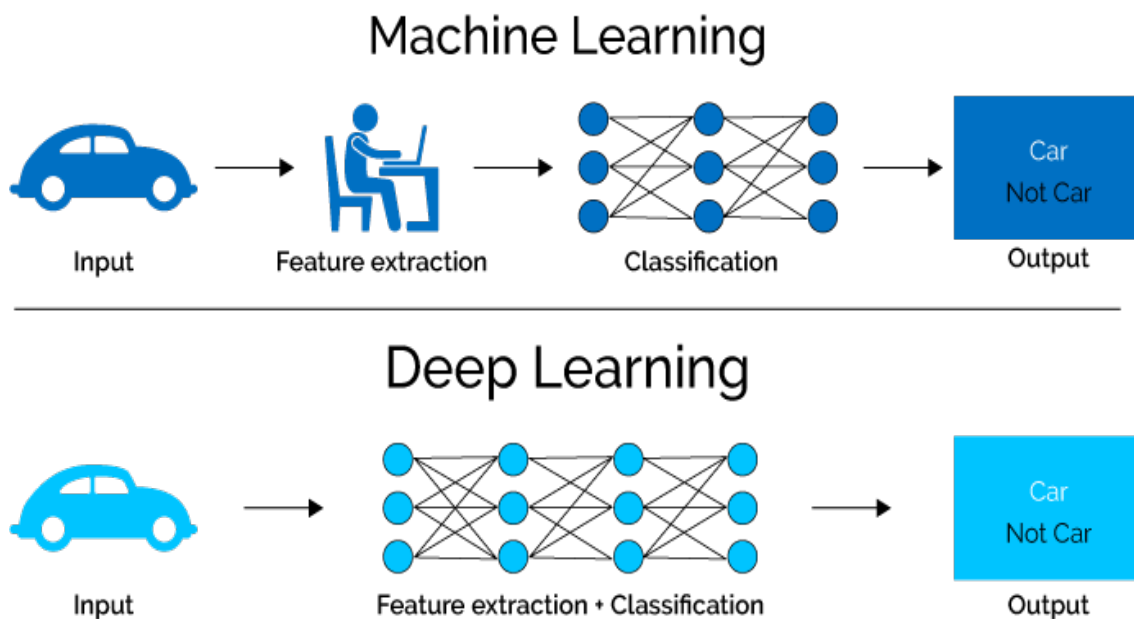 Machine Learning
Car
Not Car
Input
Feature extraction
Classification
Output
Deep Learning
Car
Not Car
Input
Feature extraction + Classification
Output